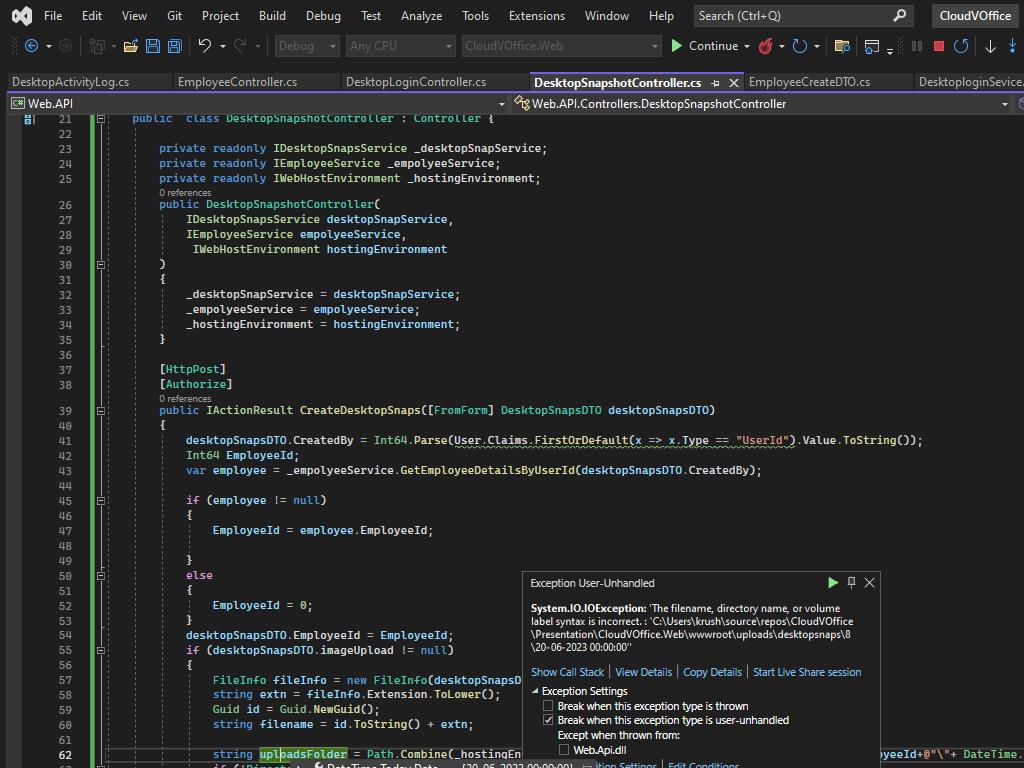 File Edit View Git Project Build Debug Test Analyze Tools Extensions Window Help Search (Ctrl+Q) CloudVOffice
Debug Any CPU CloudVOffice.Web Continue
DesktopActivityLog.cs EmployeeController.cs DesktopLoginController.cs DesktopSnapshotController.cs EmployeeCreateDTO.cs DesktoploginSevice.
C# Web.API Web.API.Controllers.DesktopSnapshotController
21 public class DesktopSnapshotController : Controller {
22
23 private readonly IDesktopSnapsService _desktopSnapService;
24 private readonly IEmployeeService _empolyeeService;
25 private readonly IWebHostEnvironment _hostingEnvironment;
0 references
26 public DesktopSnapshotController(
27 IDesktopSnapsService desktopSnapService,
28 IEmployeeService empolyeeService,
29 IWebHostEnvironment hostingEnvironment
30 )
31 {
32 _desktopSnapService = desktopSnapService;
33 _empolyeeService = empolyeeService;
34 _hostingEnvironment = hostingEnvironment;
35 }
36
37 [HttpPost]
38 [Authorize]
0 references
39 public IActionResult CreateDesktopSnaps([FromForm] DesktopSnapsDTO desktopSnapsDTO)
40 {
41 desktopSnapsDTO.CreatedBy = Int64.Parse(User.Claims.FirstOrDefault(x => x.Type == "UserId").Value.ToString());
42 Int64 EmployeeId;
43 var employee = _empolyeeService.GetEmployeeDetailsByUserId(desktopSnapsDTO.CreatedBy);
44
45 if (employee != null)
46 {
47 EmployeeId = employee.EmployeeId;
48
49 }
50 else
51 {
52 EmployeeId = 0;
53 }
54 desktopSnapsDTO.EmployeeId = EmployeeId;
55 if (desktopSnapsDTO.imageUpload != null)
56 {
57 FileInfo fileInfo = new FileInfo(desktopSnapsD
58 string extn = fileInfo.Extension.ToLower();
59 Guid id = Guid.NewGuid();
60 string filename = id.ToString() + extn;
61
62 string uploadsFolder = Path.Combine(_hostingEn yeeId+@"\"+ DateTime.
Exception User-Unhandled
System.IO.IOException: 'The filename, directory name, or volume
label syntax is incorrect. : 'C:\Users\krush\source\repos\CloudVOffice
\Presentation\CloudVOffice.Web\wwwroot\uploads\desktopsnaps\8
\20-06-2023 00:00:00''
Show Call Stack | View Details | Copy Details | Start Live Share session
Exception Settings
Break when this exception type is thrown
Break when this exception type is user-unhandled
Except when thrown from:
Web.Api.dll
Settings | Edit Conditions
DateTime.Today.Date {20-06-2023 00:00:00}